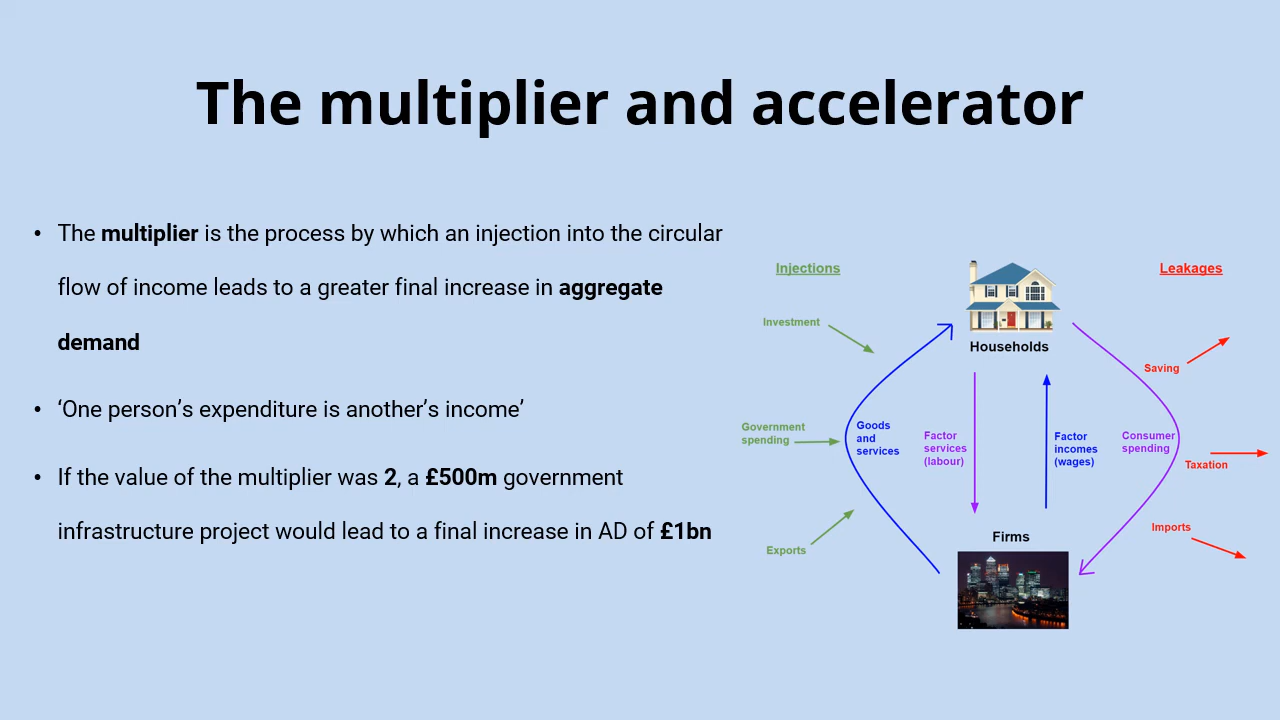 The multiplier and accelerator
• The multiplier is the process by which an injection into the circular
flow of income leads to a greater final increase in aggregate
demand
• ‘One person’s expenditure is another’s income’
• If the value of the multiplier was 2, a £500m government
infrastructure project would lead to a final increase in AD of £1bn
Injections
Leakages
Investment
Households
Saving
Government
spending
Goods
and
services
Factor
services
(labour)
Factor
incomes
(wages)
Consumer
spending
Taxation
Exports
Firms
Imports